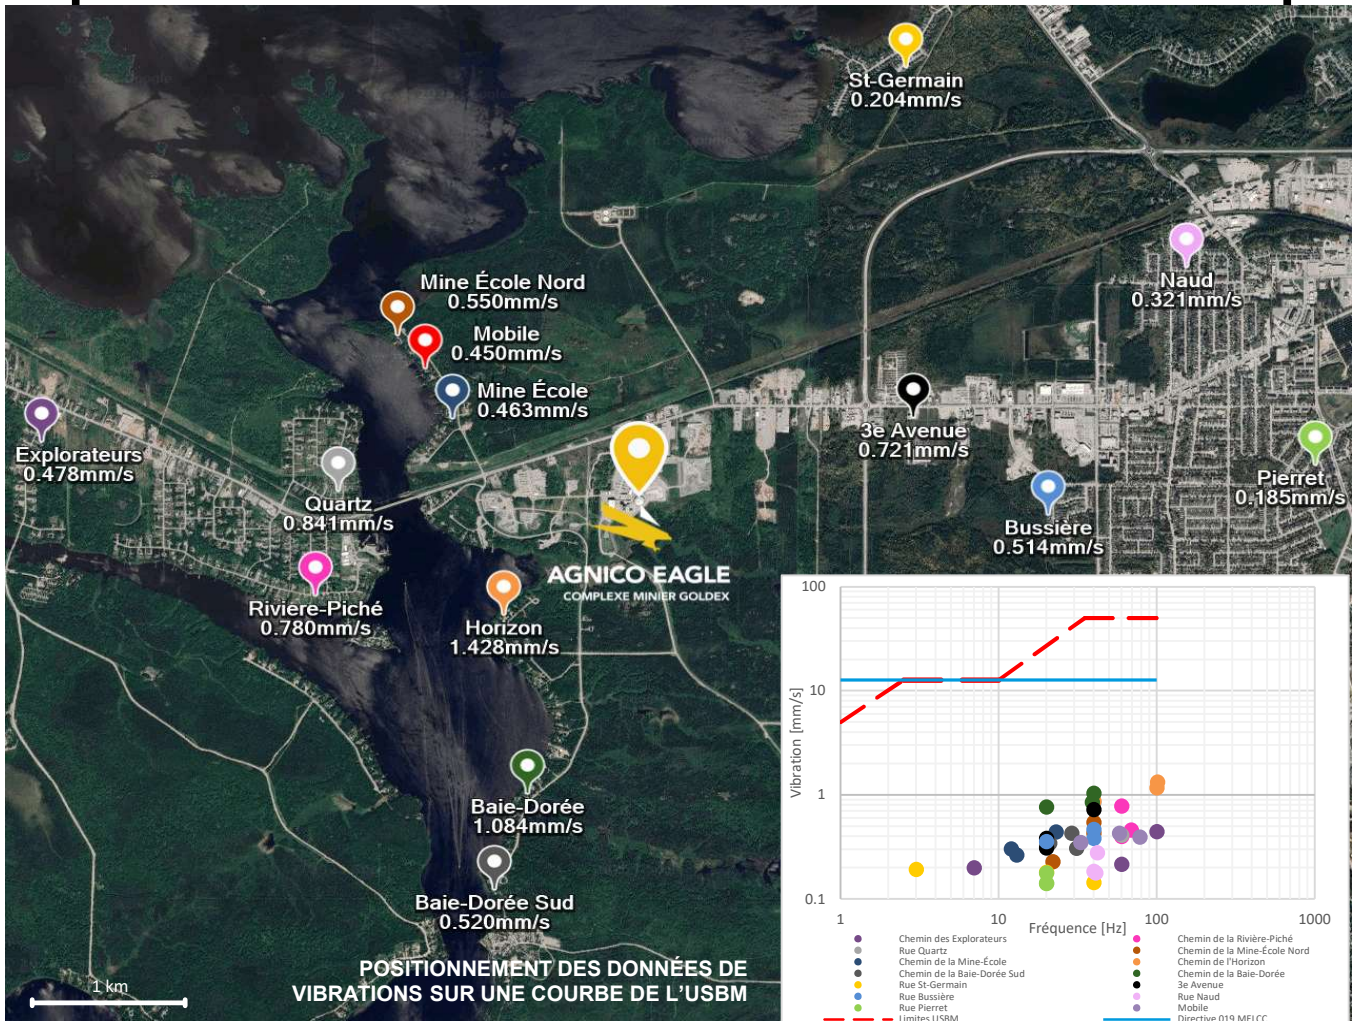 St-Germain
0.204mm/s
Naud
0.321mm/s
Mine École Nord
0.550mm/s
Mobile
0.450mm/s
Mine École
0.463mm/s
Explorateurs
0.478mm/s
Quartz
0.841mm/s
3e Avenue
0.721mm/s
Pierret
0.185mm/s
Bussière
0.514mm/s
Riviere-Piché
0.780mm/s
AGNICO EAGLE
COMPLEXE MINIER GOLDEX
Horizon
1.428mm/s
Baie-Dorée
1.084mm/s
Baie-Dorée Sud
0.520mm/s
POSITIONNEMENT DES DONNÉES DE
VIBRATIONS SUR UNE COURBE DE L'USBM
1 km
100
10
1
0.1
Vibration [mm/s]
1 10 100 1000
Fréquence [Hz]
Chemin des Explorateurs Chemin de la Rivière-Piché
Rue Quartz Chemin de la Mine-École Nord
Chemin de la Mine-École Chemin de l'Horizon
Chemin de la Baie-Dorée Sud Chemin de la Baie-Dorée
Rue St-Germain 3e Avenue
Rue Bussière Rue Naud
Rue Pierret Mobile
Limites USBM Directive 019 MELCC